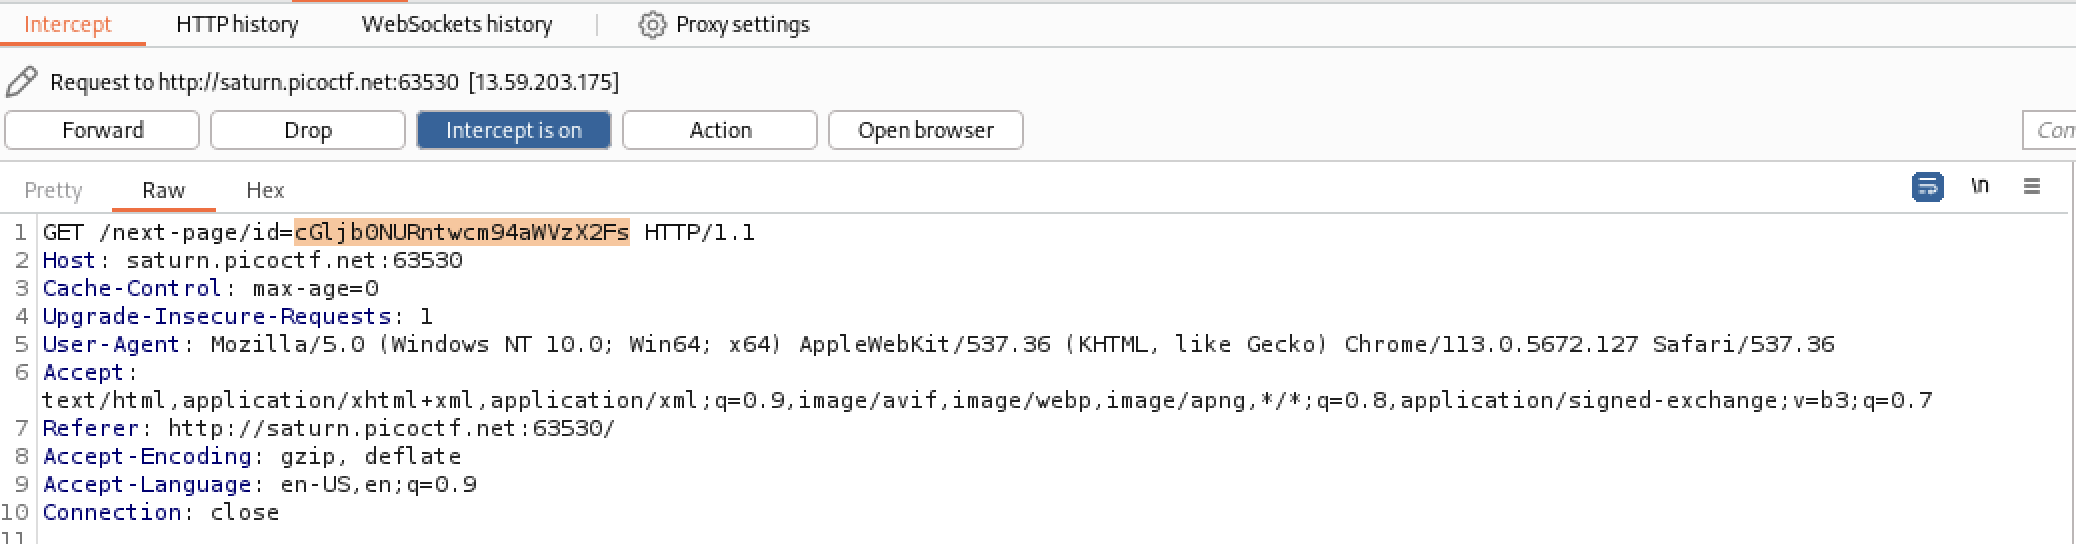 Intercept HTTP history WebSockets history Proxy settings
Request to http://saturn.picoctf.net:63530 [13.59.203.175]
Forward Drop Intercept is on Action Open browser
Pretty Raw Hex \n
1 GET /next-page/id=cGljb0NURntwcm94aWVzX2Fs HTTP/1.1
2 Host: saturn.picoctf.net:63530
3 Cache-Control: max-age=0
4 Upgrade-Insecure-Requests: 1
5 User-Agent: Mozilla/5.0 (Windows NT 10.0; Win64; x64) AppleWebKit/537.36 (KHTML, like Gecko) Chrome/113.0.5672.127 Safari/537.36
6 Accept:
text/html,application/xhtml+xml,application/xml;q=0.9,image/avif,image/webp,image/apng,*/*;q=0.8,application/signed-exchange;v=b3;q=0.7
7 Referer: http://saturn.picoctf.net:63530/
8 Accept-Encoding: gzip, deflate
9 Accept-Language: en-US,en;q=0.9
10 Connection: close
11